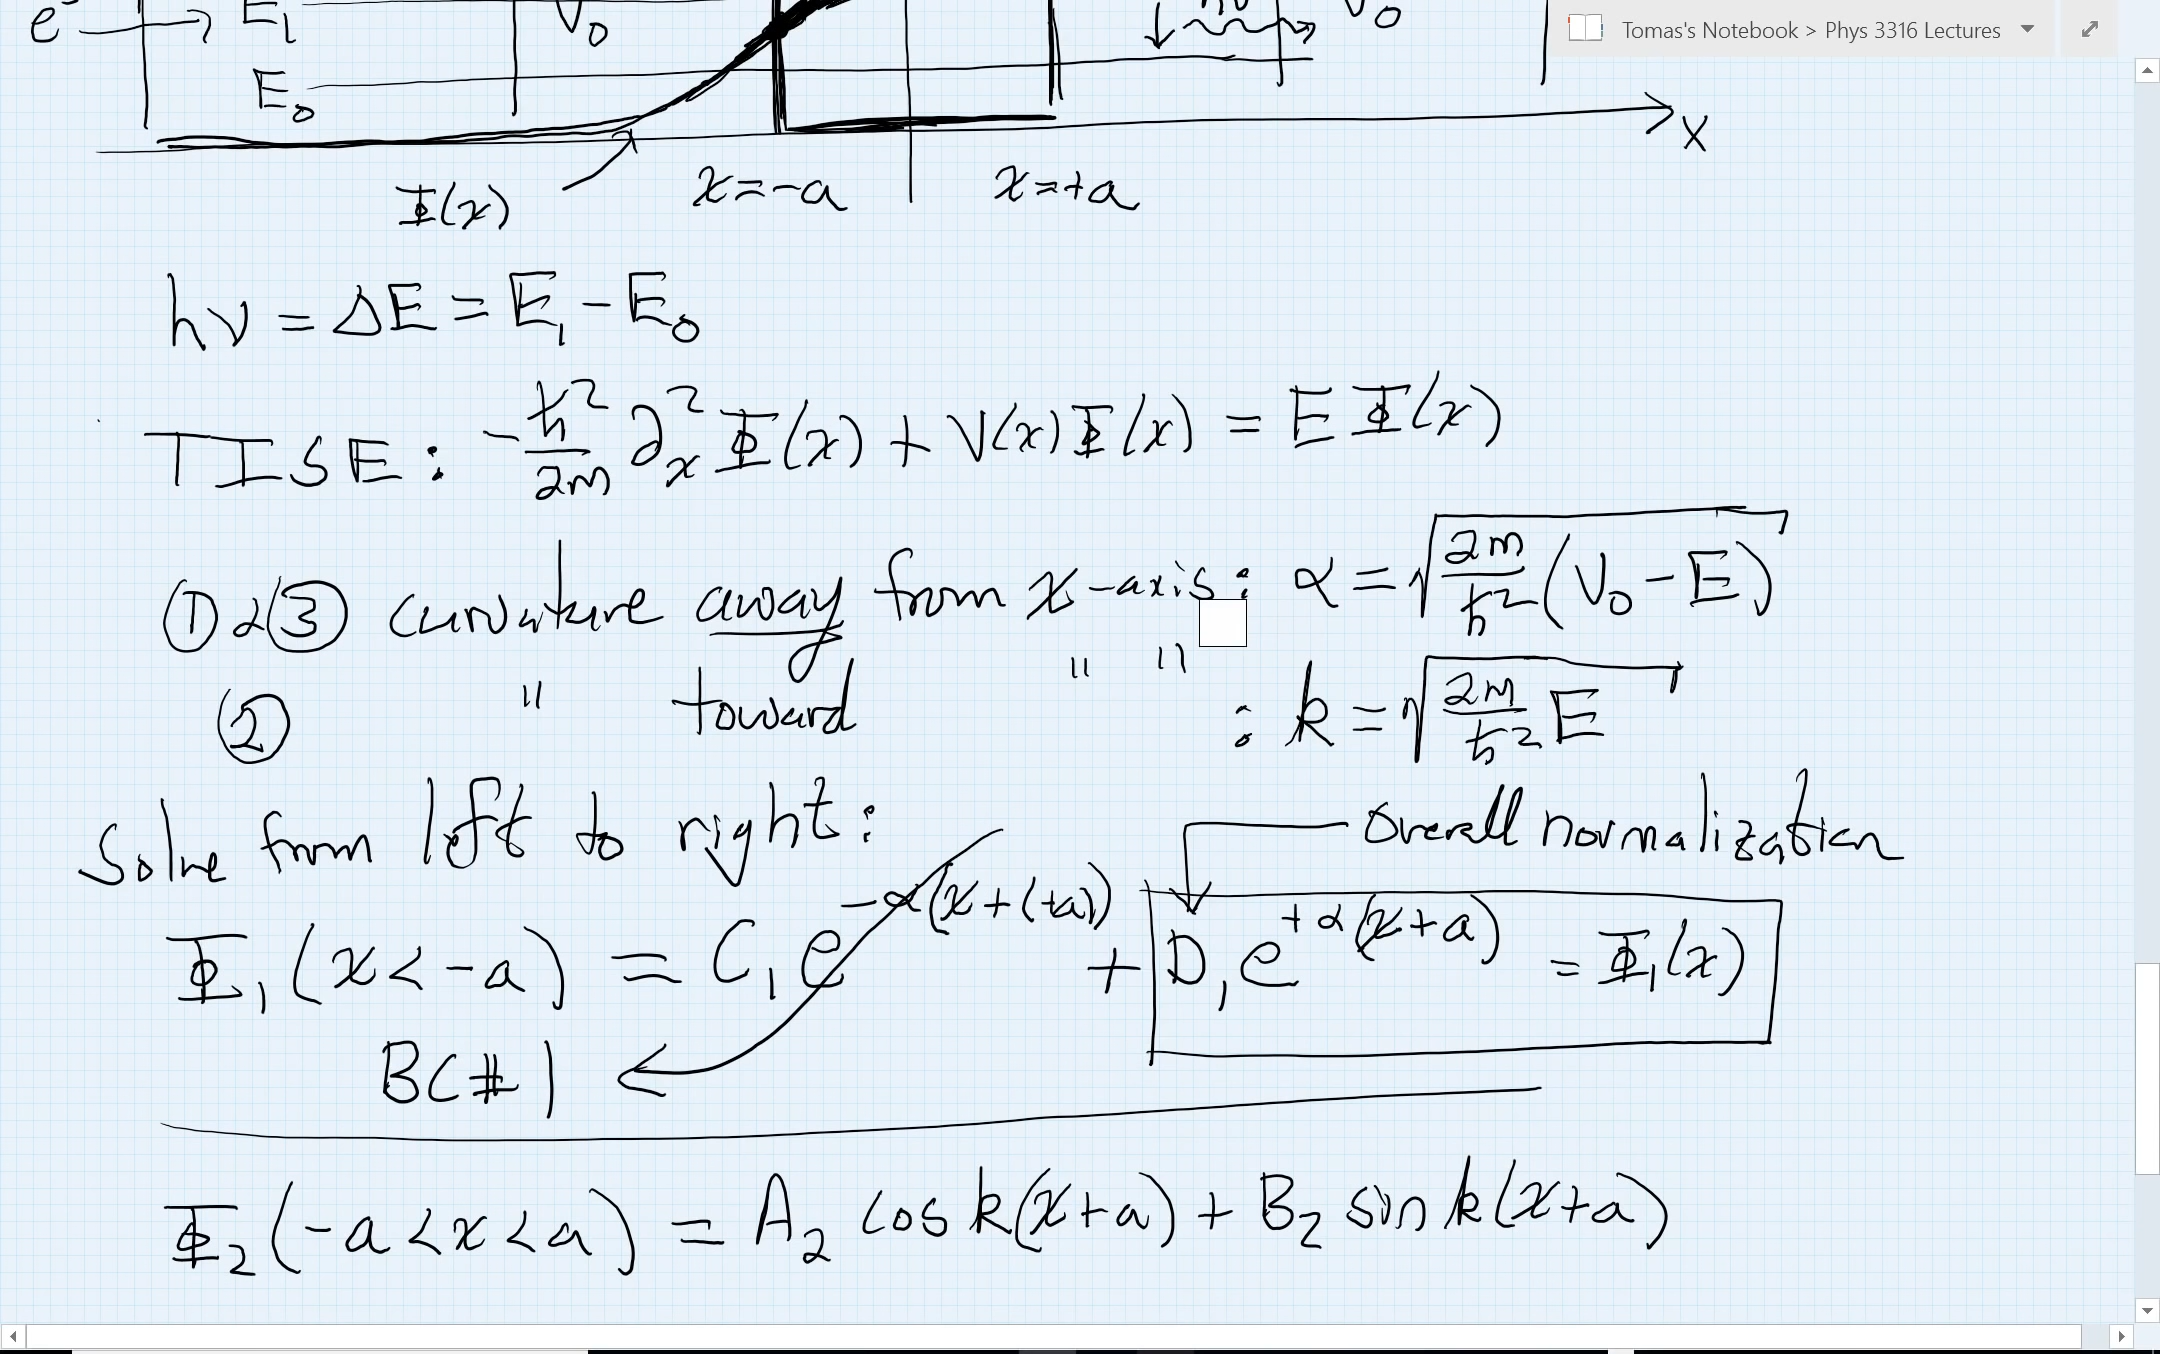 Tomas's Notebook > Phys 3316 Lectures
e⁻ → E₁ V₀ hν V₀
E₀
x
Φ(x) x=-a x=+a
hν = ΔE = E₁ - E₀
TISE: -ħ²/2m ∂ₓ² Φ(x) + V(x)Φ(x) = E Φ(x)
① & ③ curvature away from x-axis: α = √(2m/ħ² (V₀ - E))
② " toward " " : k = √(2m/ħ² E)
Solve from left to right:
overall normalization
Φ₁(x < -a) = C₁e^(-α(x+(+a))) + D₁e^(+α(x+a)) = Φ₁(x)
BC #1
Φ₂(-a < x < a) = A₂ cos k(x+a) + B₂ sin k(x+a)